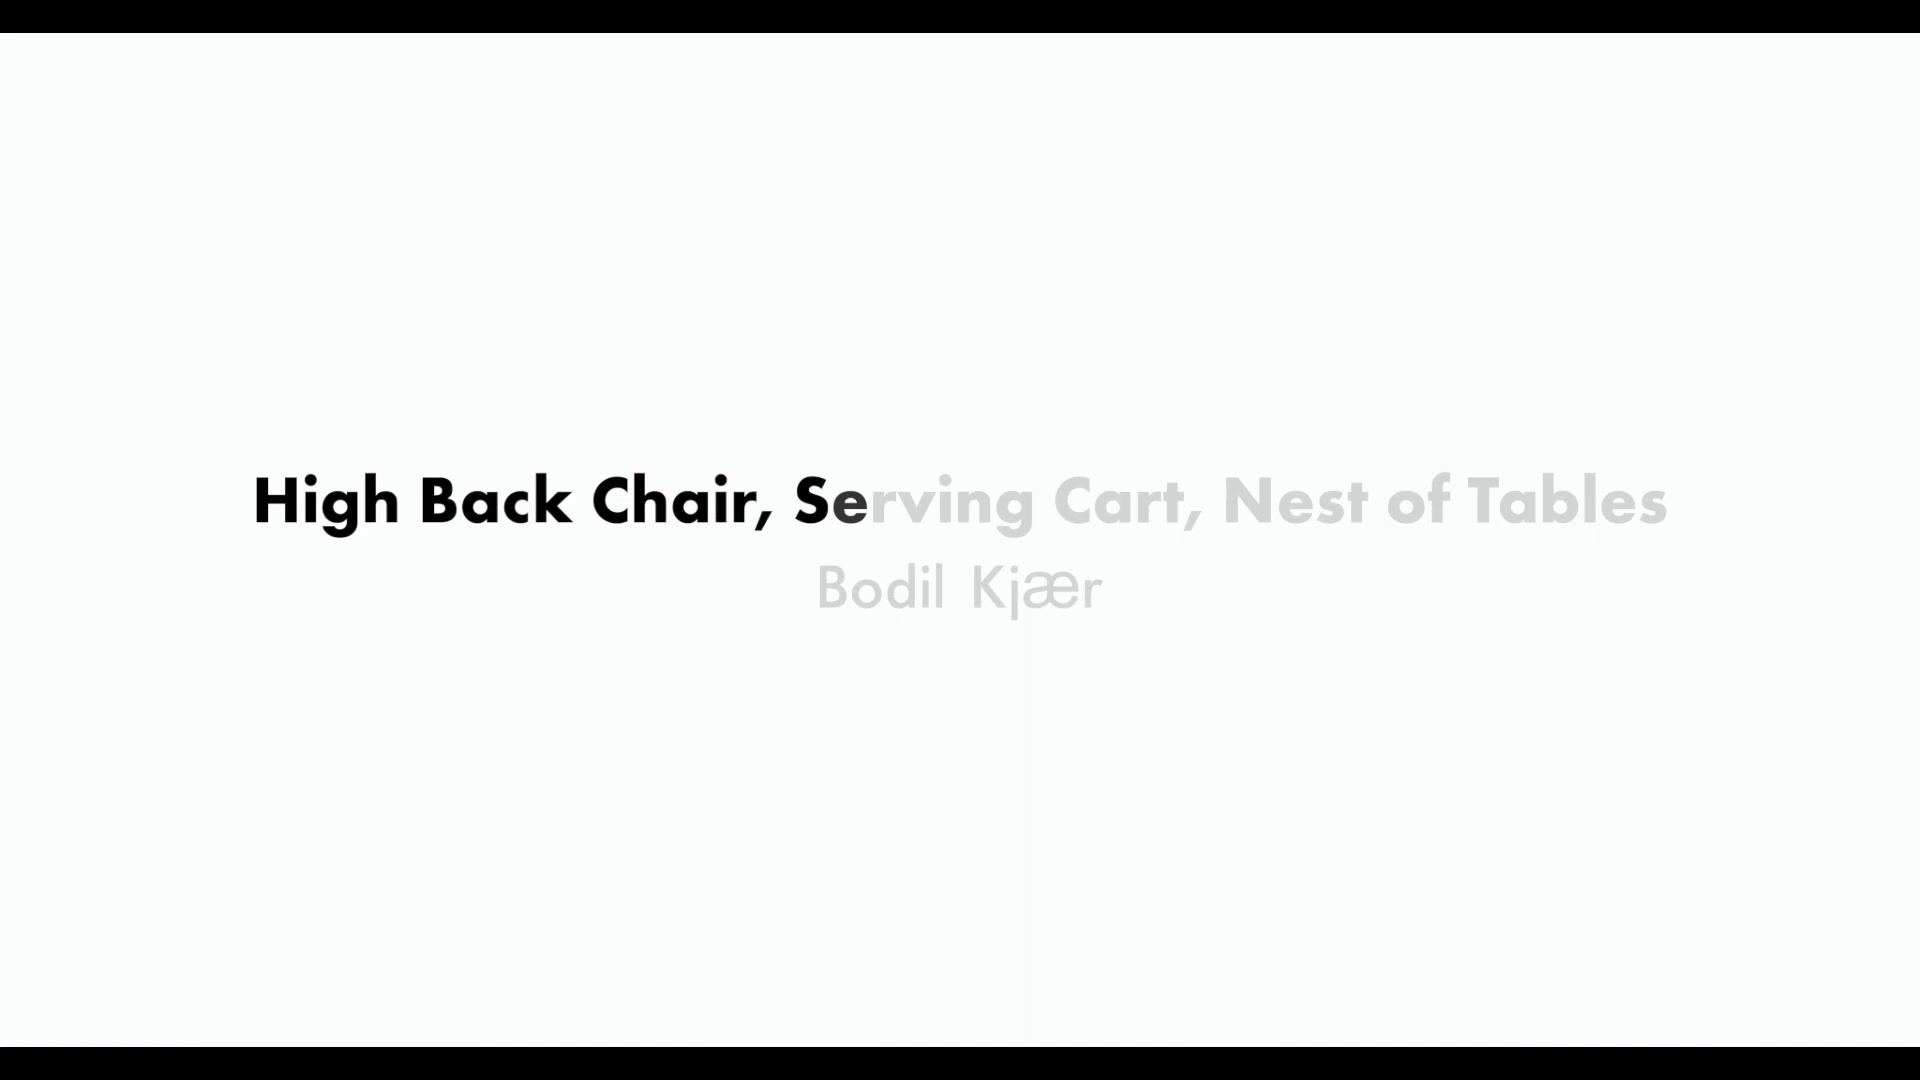 High Back Chair, Serving Cart, Nest of Tables
Bodil Kjær